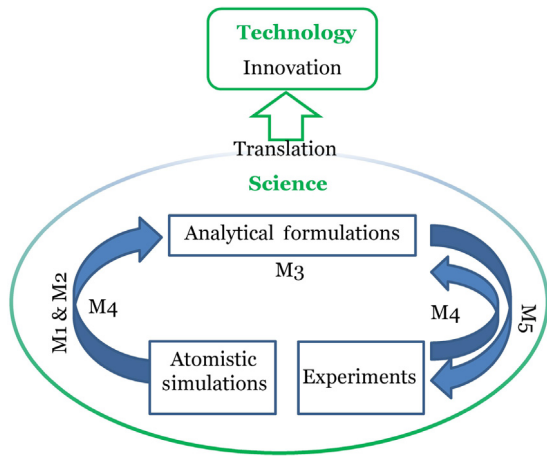 Technology
Innovation
Translation
Science
Analytical formulations
M3
M1 & M2
M4
M4
M5
Atomistic
simulations
Experiments